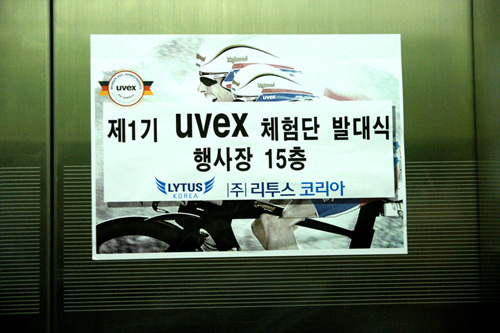 uvex
제1기 uvex 체험단 발대식
행사장 15층
LYTUS KOREA
(주)리투스 코리아